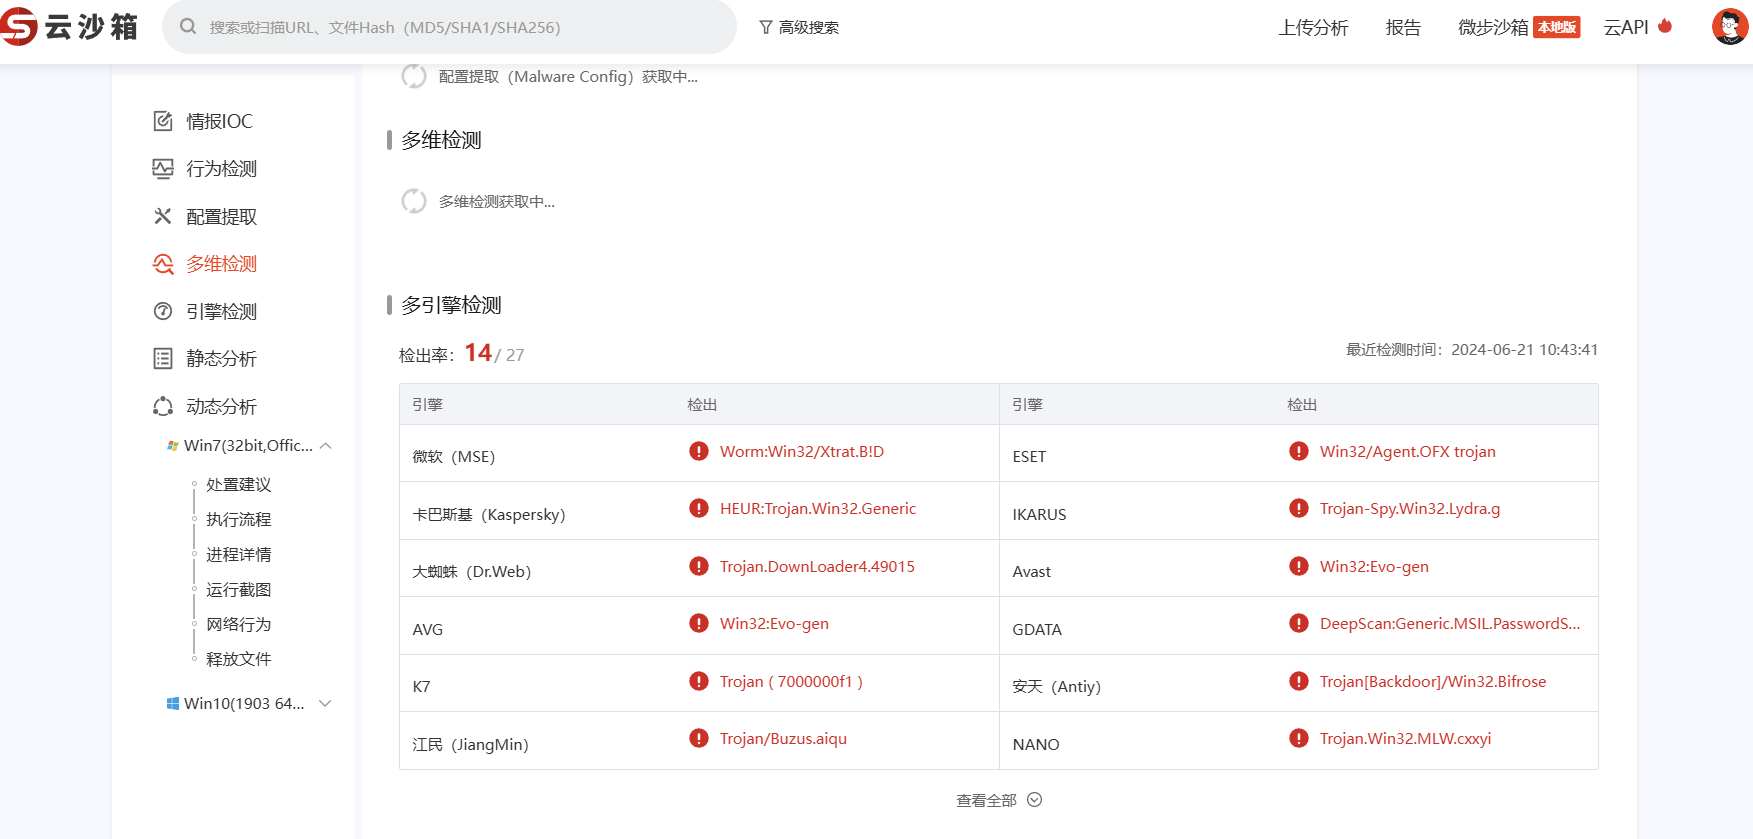 云沙箱
搜索或扫描URL、文件Hash（MD5/SHA1/SHA256）
高级搜索
上传分析
报告
微步沙箱 本地版
云API
配置提取（Malware Config）获取中...
情报IOC
行为检测
配置提取
多维检测
引擎检测
静态分析
动态分析
Win7(32bit,Offic...
处置建议
执行流程
进程详情
运行截图
网络行为
释放文件
Win10(1903 64...
多维检测
多维检测获取中...
多引擎检测
检出率：14 / 27
最近检测时间：2024-06-21 10:43:41
引擎 检出 引擎 检出
微软（MSE） Worm:Win32/Xtrat.B!D ESET Win32/Agent.OFX trojan
卡巴斯基（Kaspersky） HEUR:Trojan.Win32.Generic IKARUS Trojan-Spy.Win32.Lydra.g
大蜘蛛（Dr.Web） Trojan.DownLoader4.49015 Avast Win32:Evo-gen
AVG Win32:Evo-gen GDATA DeepScan:Generic.MSIL.PasswordS...
K7 Trojan ( 7000000f1 ) 安天（Antiy） Trojan[Backdoor]/Win32.Bifrose
江民（JiangMin） Trojan/Buzus.aiqu NANO Trojan.Win32.MLW.cxxyi
查看全部